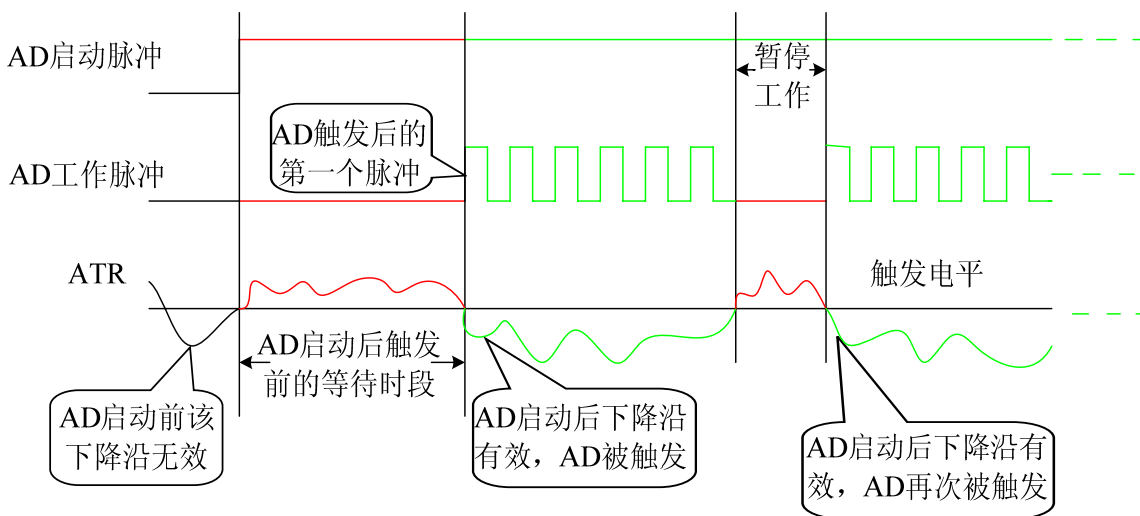 AD启动脉冲
暂停
工作
AD触发后的
第一个脉冲
AD工作脉冲
ATR
触发电平
AD启动后触发
前的等待时段
AD启动前该
下降沿无效
AD启动后下降沿
有效，AD被触发
AD启动后下降沿有
效，AD再次被触发